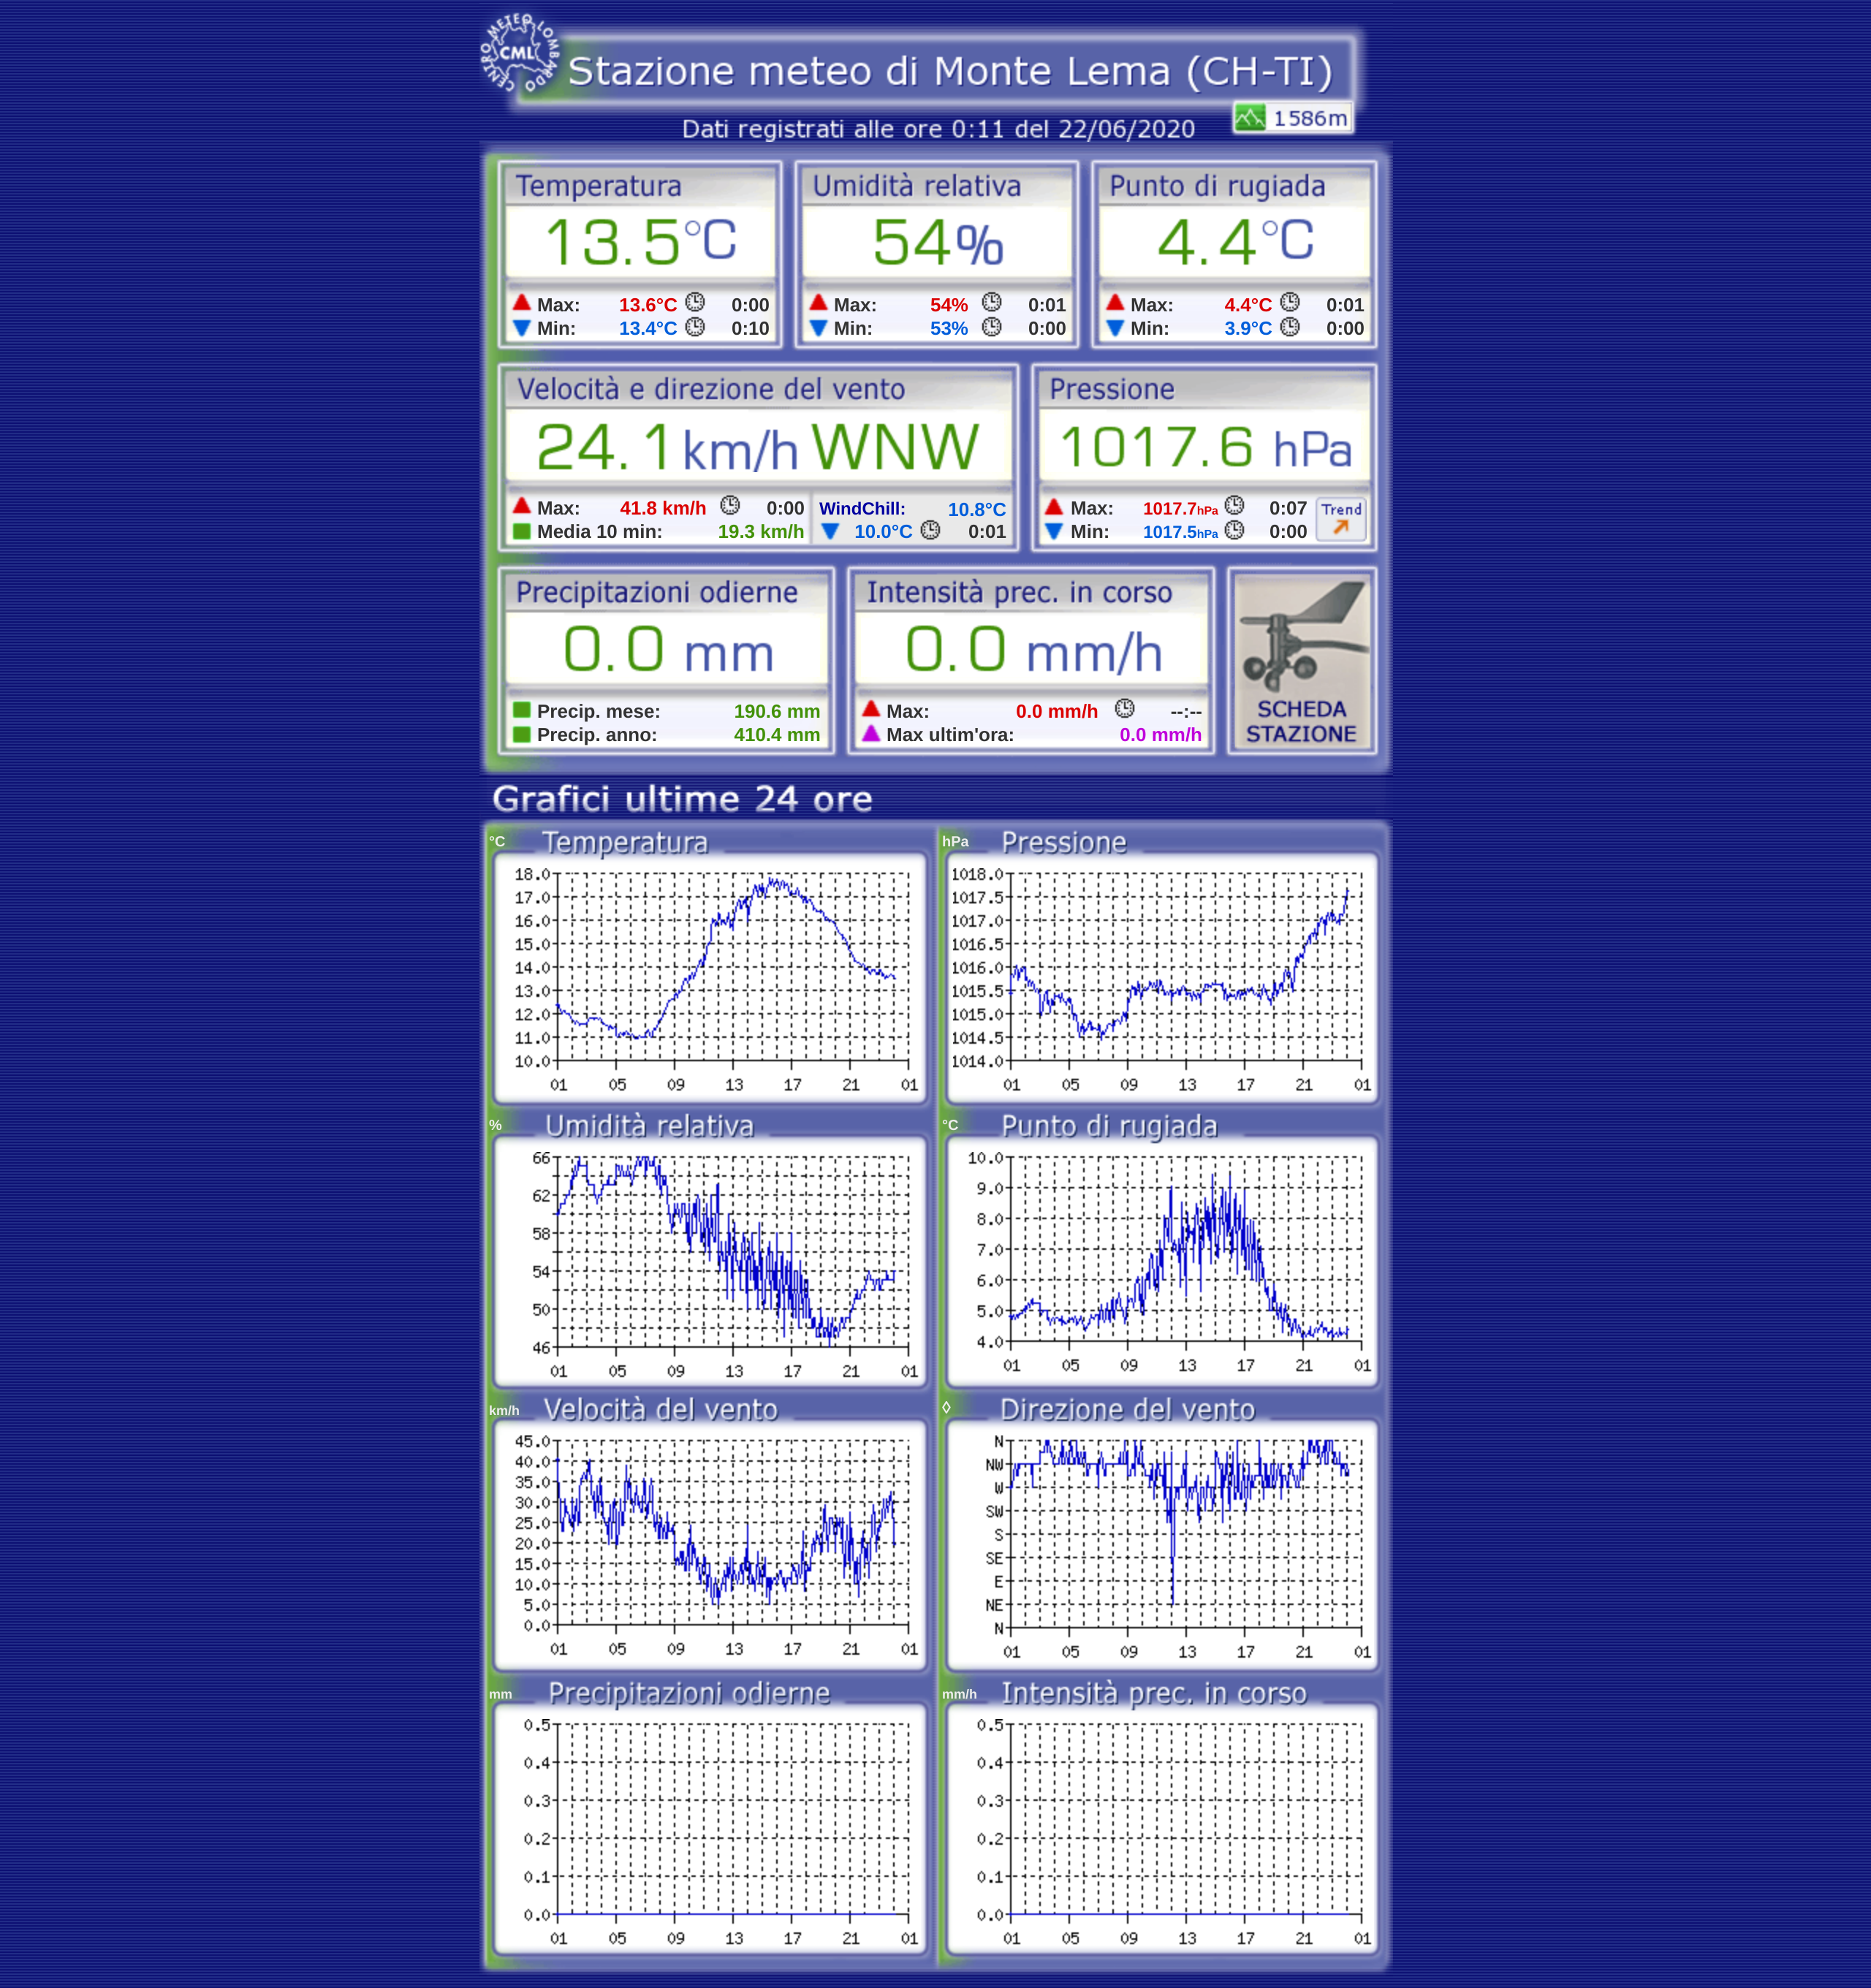 CENTRO METEO LOMBARDO
CML
Stazione meteo di Monte Lema (CH-TI)
1586m
Dati registrati alle ore 0:11 del 22/06/2020
Temperatura
13.5°C
Max: 13.6°C 0:00
Min: 13.4°C 0:10
Umidità relativa
54%
Max: 54% 0:01
Min: 53% 0:00
Punto di rugiada
4.4°C
Max: 4.4°C 0:01
Min: 3.9°C 0:00
Velocità e direzione del vento
24.1km/h WNW
Max: 41.8 km/h 0:00
Media 10 min: 19.3 km/h
WindChill: 10.8°C
10.0°C 0:01
Pressione
1017.6 hPa
Max: 1017.7hPa 0:07
Min: 1017.5hPa 0:00
Trend
Precipitazioni odierne
0.0 mm
Precip. mese: 190.6 mm
Precip. anno: 410.4 mm
Intensità prec. in corso
0.0 mm/h
Max: 0.0 mm/h --:--
Max ultim'ora: 0.0 mm/h
SCHEDA
STAZIONE
Grafici ultime 24 ore
°C Temperatura
18.0
17.0
16.0
15.0
14.0
13.0
12.0
11.0
10.0
01 05 09 13 17 21 01
hPa Pressione
1018.0
1017.5
1017.0
1016.5
1016.0
1015.5
1015.0
1014.5
1014.0
01 05 09 13 17 21 01
% Umidità relativa
66
62
58
54
50
46
01 05 09 13 17 21 01
°C Punto di rugiada
10.0
9.0
8.0
7.0
6.0
5.0
4.0
01 05 09 13 17 21 01
km/h Velocità del vento
45.0
40.0
35.0
30.0
25.0
20.0
15.0
10.0
5.0
0.0
01 05 09 13 17 21 01
◊ Direzione del vento
N
NW
W
SW
S
SE
E
NE
N
01 05 09 13 17 21 01
mm Precipitazioni odierne
0.5
0.4
0.3
0.2
0.1
0.0
01 05 09 13 17 21 01
mm/h Intensità prec. in corso
0.5
0.4
0.3
0.2
0.1
0.0
01 05 09 13 17 21 01